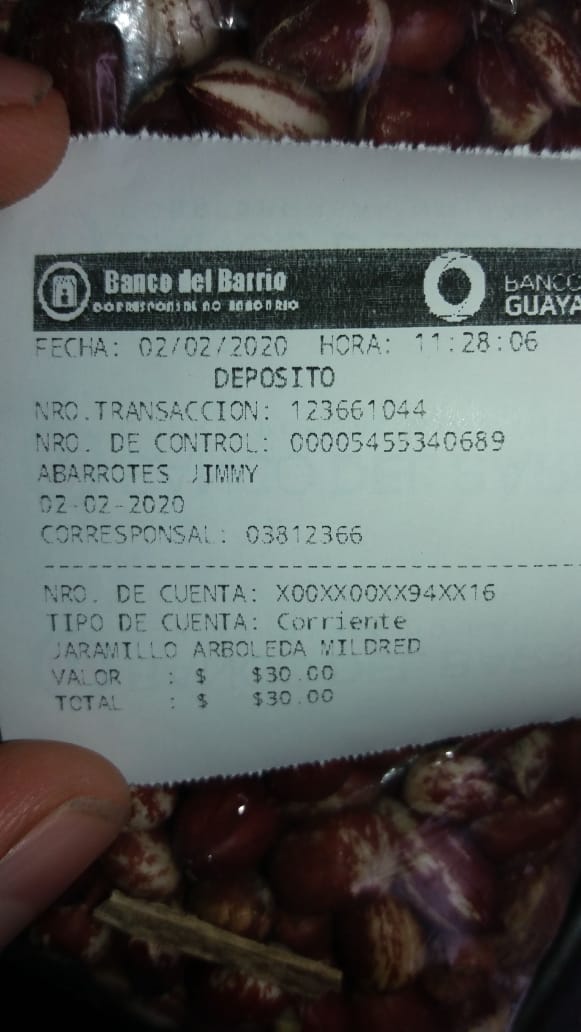 Banco del Barrio
CORRESPONSAL NO BANCARIO
BANCO
GUAYA
FECHA: 02/02/2020 HORA: 11:28:06
DEPOSITO
NRO.TRANSACCION: 123661044
NRO. DE CONTROL: 00005455340689
ABARROTES JIMMY
02-02-2020
CORRESPONSAL: 03812366
NRO. DE CUENTA: X00XX00XX94XX16
TIPO DE CUENTA: Corriente
JARAMILLO ARBOLEDA MILDRED
VALOR : $ $30.00
TOTAL : $ $30.00